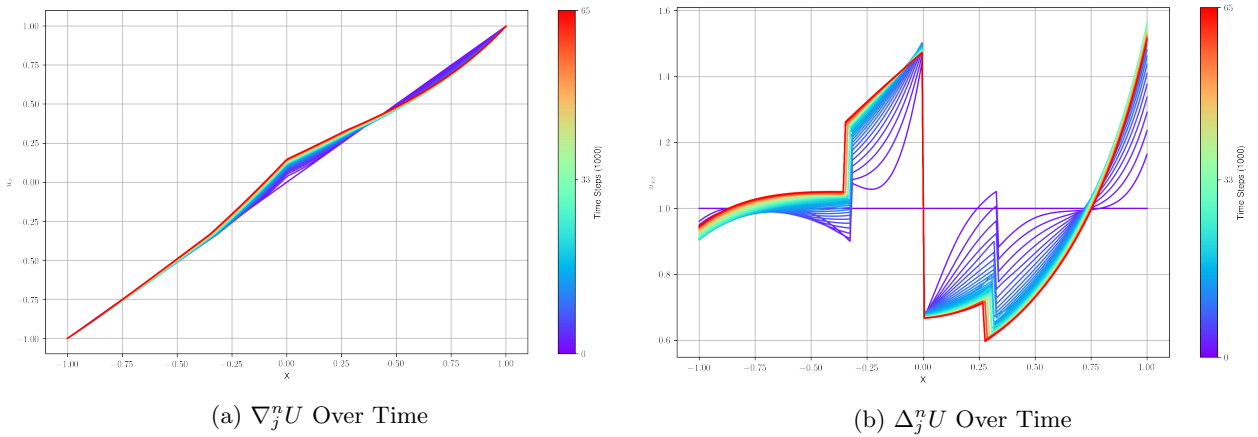 1.00
0.75
0.50
0.25
0.00
−0.25
−0.50
−0.75
−1.00
u_x
−1.00 −0.75 −0.50 −0.25 0.00 0.25 0.50 0.75 1.00
X
65
33
0
Time Steps (1000)
(a) ∇ⁿⱼU Over Time
1.6
1.4
1.2
1.0
0.8
0.6
u_xx
−1.00 −0.75 −0.50 −0.25 0.00 0.25 0.50 0.75 1.00
X
65
33
0
Time Steps (1000)
(b) ΔⁿⱼU Over Time